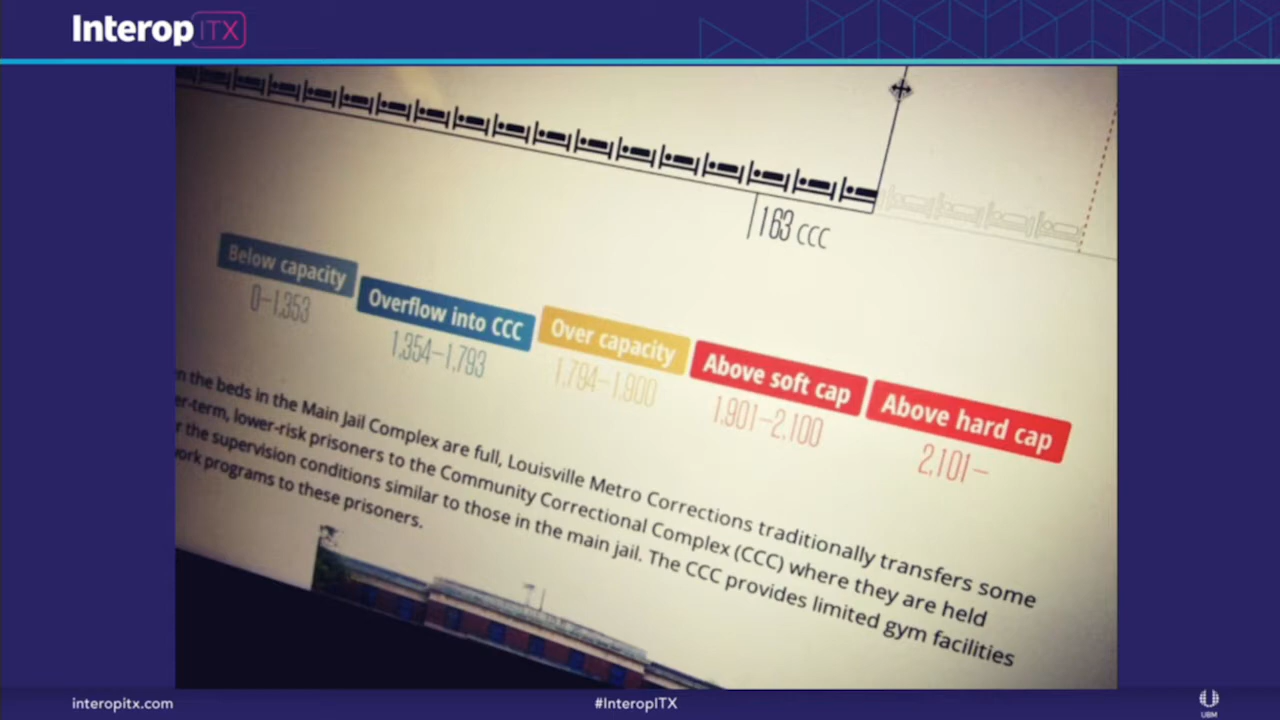 Interop ITX
163 CCC
Below capacity
0–1,353
Overflow into CCC
1,354–1,793
Over capacity
1,794–1,900
Above soft cap
1,901–2,100
Above hard cap
2,101–
the beds in the Main Jail Complex are full, Louisville Metro Corrections traditionally transfers some
lower-risk prisoners to the Community Correctional Complex (CCC) where they are held
the supervision conditions similar to those in the main jail. The CCC provides limited gym facilities
programs to these prisoners.
interopitx.com
#InteropITX
UBM